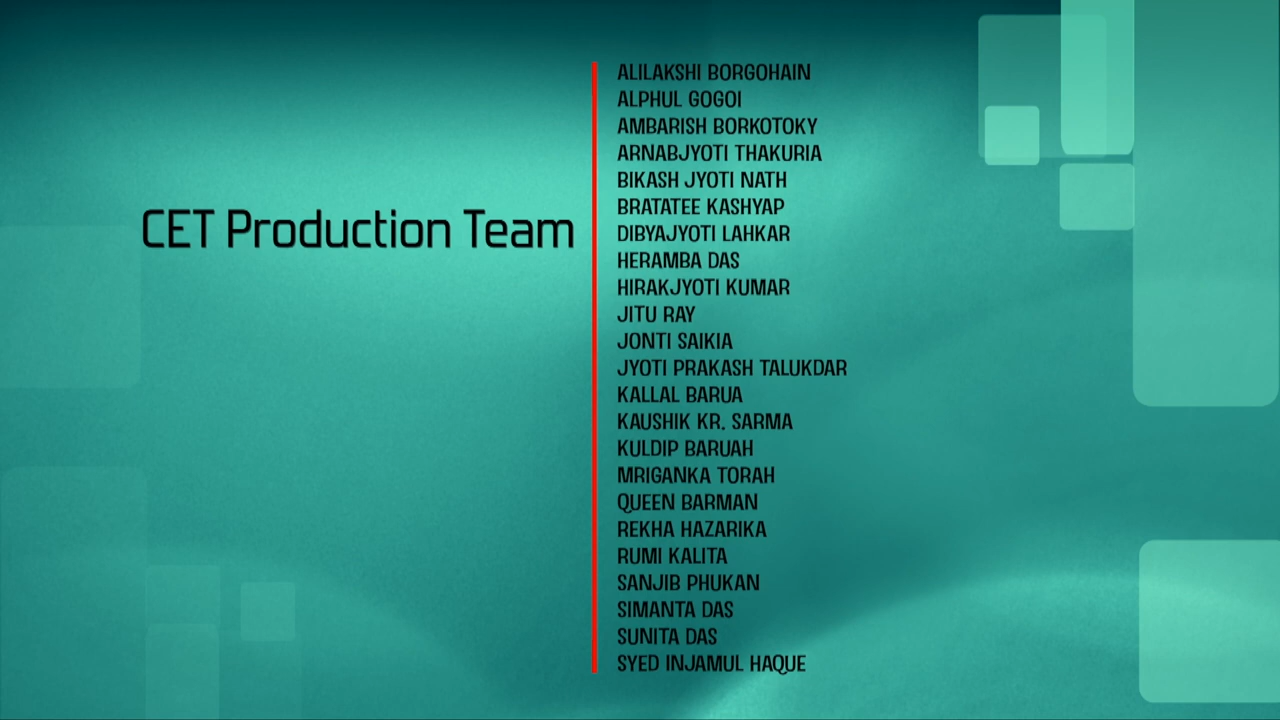 CET Production Team
ALILAKSHI BORGOHAIN
ALPHUL GOGOI
AMBARISH BORKOTOKY
ARNABJYOTI THAKURIA
BIKASH JYOTI NATH
BRATATEE KASHYAP
DIBYAJYOTI LAHKAR
HERAMBA DAS
HIRAKJYOTI KUMAR
JITU RAY
JONTI SAIKIA
JYOTI PRAKASH TALUKDAR
KALLAL BARUA
KAUSHIK KR. SARMA
KULDIP BARUAH
MRIGANKA TORAH
QUEEN BARMAN
REKHA HAZARIKA
RUMI KALITA
SANJIB PHUKAN
SIMANTA DAS
SUNITA DAS
SYED INJAMUL HAQUE